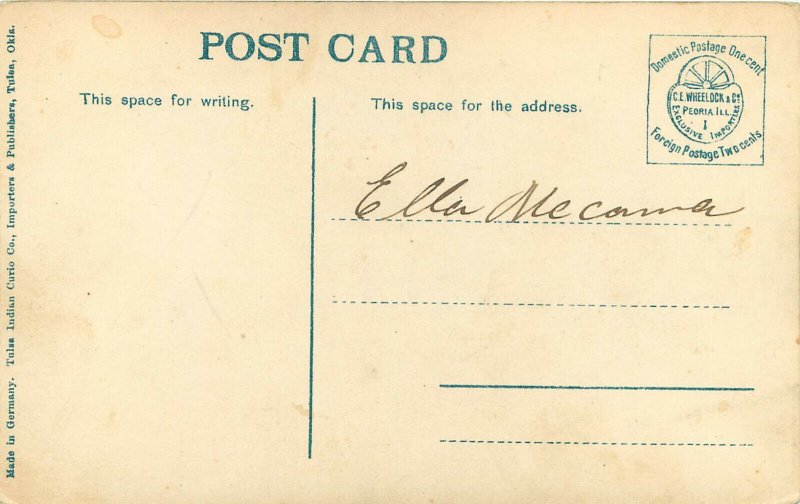 POST CARD
This space for writing.
This space for the address.
Domestic Postage One cent
C.E. WHEELOCK & Co
PEORIA ILL
1
EXCLUSIVE IMPORTERS
Foreign Postage Two cents
Ella
Made in Germany. Tulsa Indian Curio Co., Importers & Publishers, Tulsa, Okla.